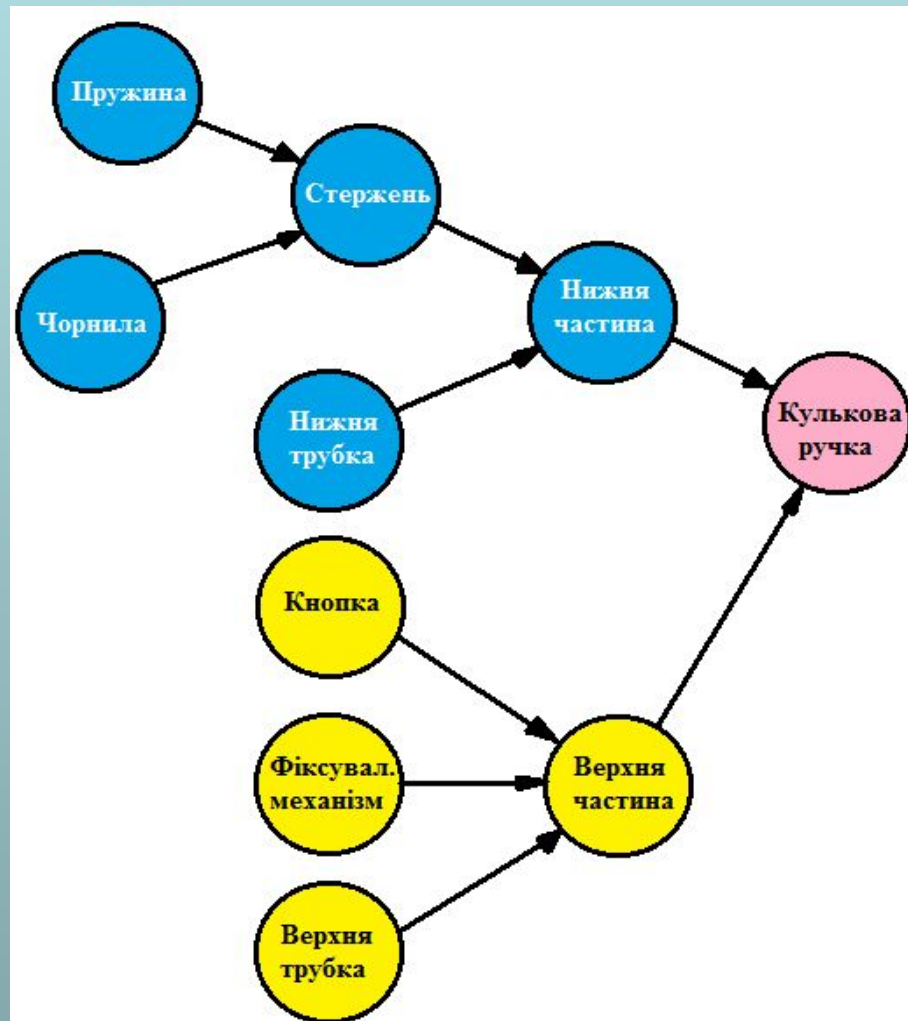 Пружина
Стержень
Чорнила
Нижня
частина
Нижня
трубка
Кулькова
ручка
Кнопка
Фіксувал.
механізм
Верхня
частина
Верхня
трубка